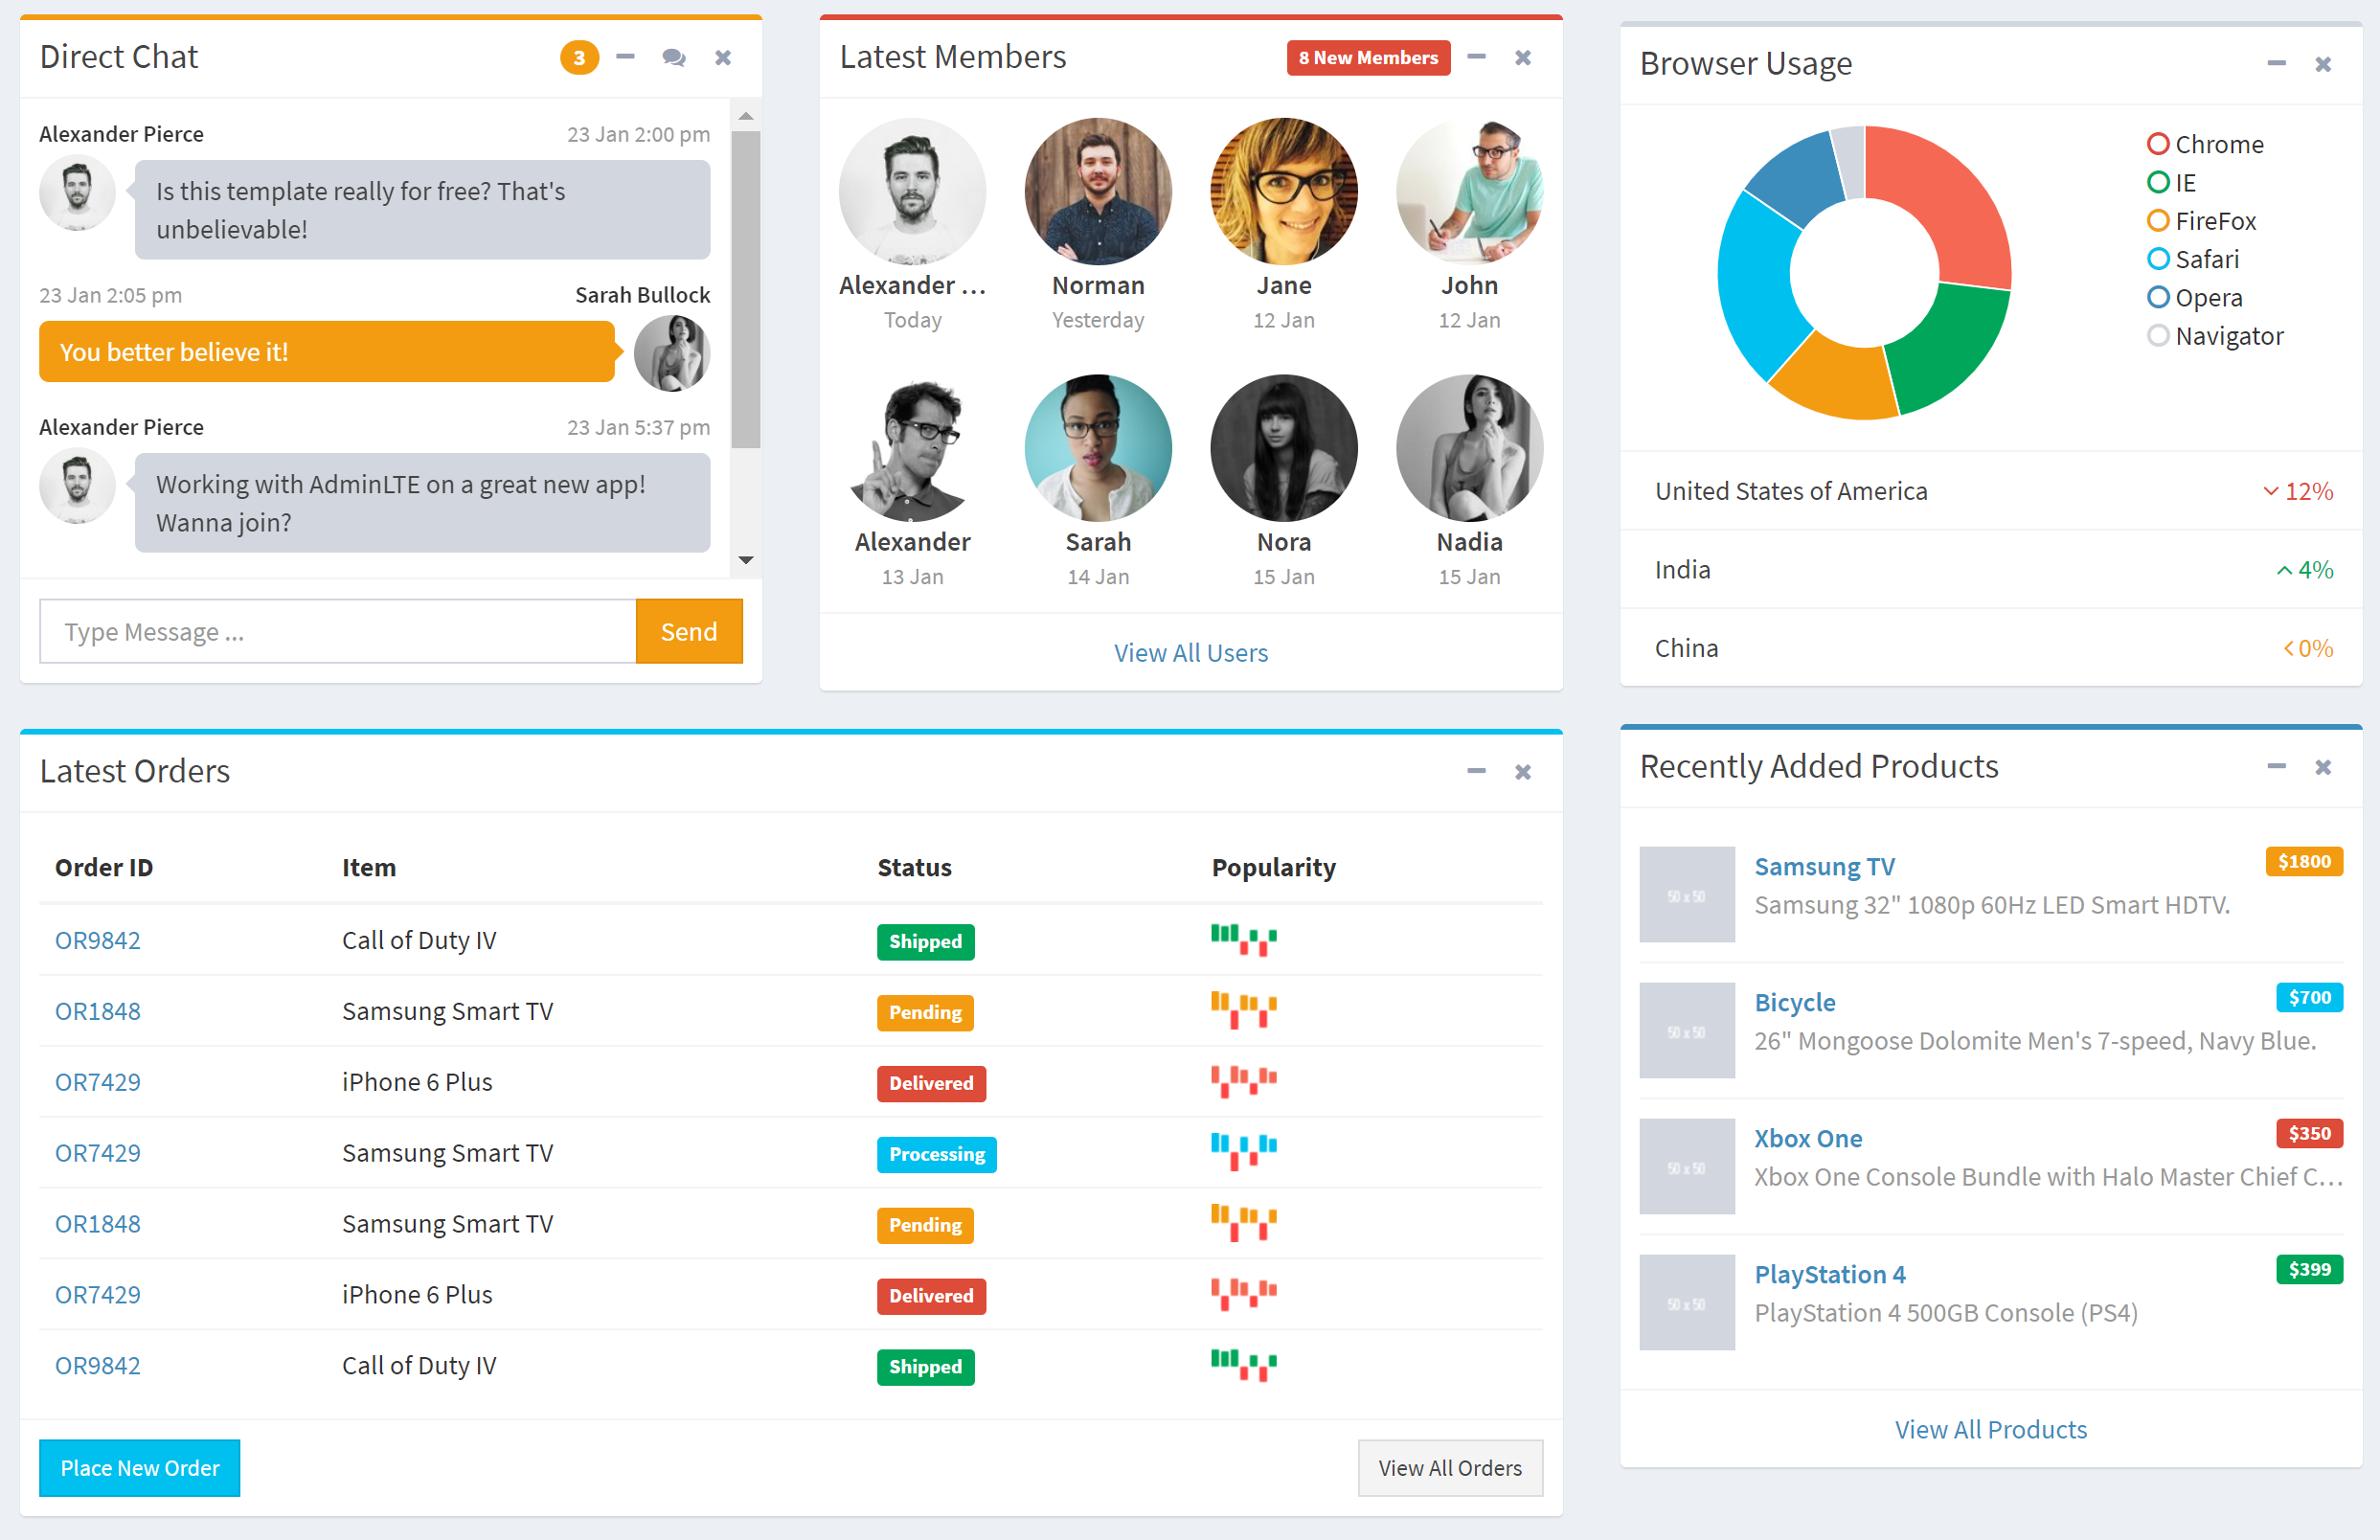 Direct Chat
3
Alexander Pierce
23 Jan 2:00 pm
Is this template really for free? That's
unbelievable!
23 Jan 2:05 pm
Sarah Bullock
You better believe it!
Alexander Pierce
23 Jan 5:37 pm
Working with AdminLTE on a great new app!
Wanna join?
Type Message ...
Send
Latest Members
8 New Members
Alexander ...
Today
Norman
Yesterday
Jane
12 Jan
John
12 Jan
Alexander
13 Jan
Sarah
14 Jan
Nora
15 Jan
Nadia
15 Jan
View All Users
Browser Usage
Chrome
IE
FireFox
Safari
Opera
Navigator
United States of America 12%
India 4%
China 0%
Latest Orders
Order ID Item Status Popularity
OR9842 Call of Duty IV Shipped
OR1848 Samsung Smart TV Pending
OR7429 iPhone 6 Plus Delivered
OR7429 Samsung Smart TV Processing
OR1848 Samsung Smart TV Pending
OR7429 iPhone 6 Plus Delivered
OR9842 Call of Duty IV Shipped
Place New Order
View All Orders
Recently Added Products
50 x 50
Samsung TV
$1800
Samsung 32" 1080p 60Hz LED Smart HDTV.
50 x 50
Bicycle
$700
26" Mongoose Dolomite Men's 7-speed, Navy Blue.
50 x 50
Xbox One
$350
Xbox One Console Bundle with Halo Master Chief C...
50 x 50
PlayStation 4
$399
PlayStation 4 500GB Console (PS4)
View All Products